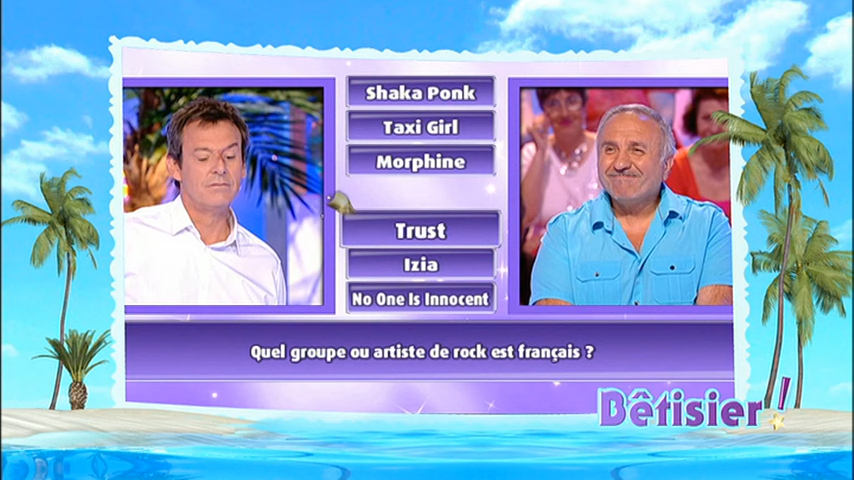 Shaka Ponk
Taxi Girl
Morphine
Trust
Izia
No One Is Innocent
Quel groupe ou artiste de rock est français ?
Bêtisier !